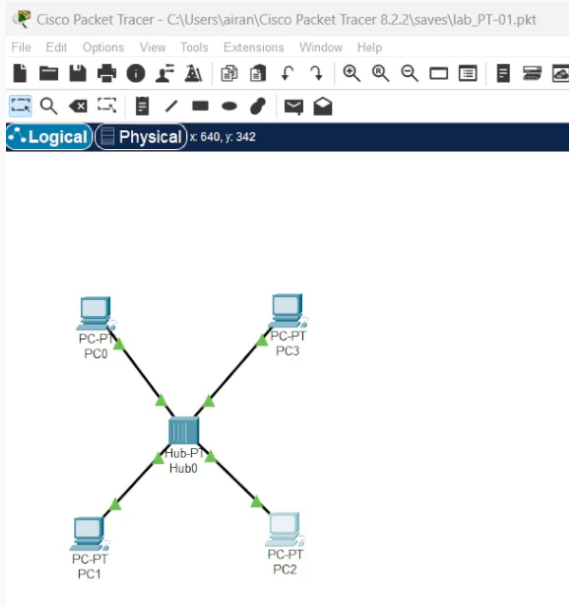 Cisco Packet Tracer - C:\Users\airan\Cisco Packet Tracer 8.2.2\saves\lab_PT-01.pkt
File Edit Options View Tools Extensions Window Help
Logical Physical x: 640, y: 342
PC-PT
PC0
PC-PT
PC3
Hub-PT
Hub0
PC-PT
PC1
PC-PT
PC2